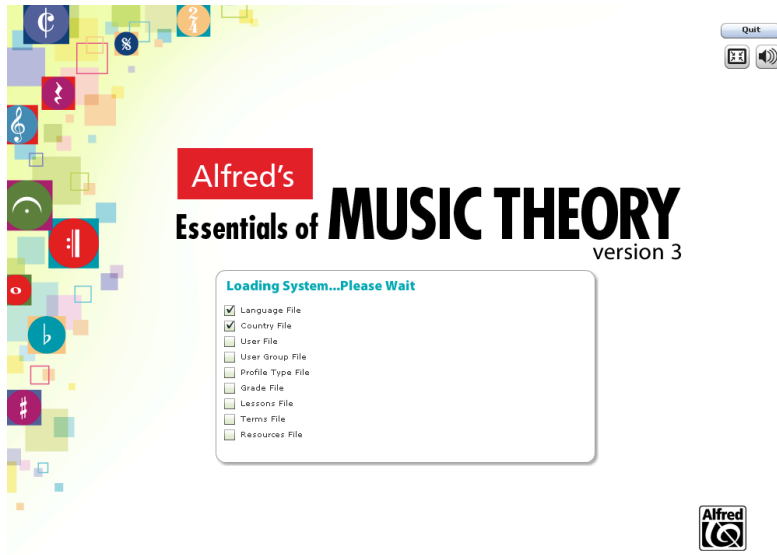 Quit
Alfred's
Essentials of MUSIC THEORY
version 3
Loading System...Please Wait
Language File
Country File
User File
User Group File
Profile Type File
Grade File
Lessons File
Terms File
Resources File
Alfred